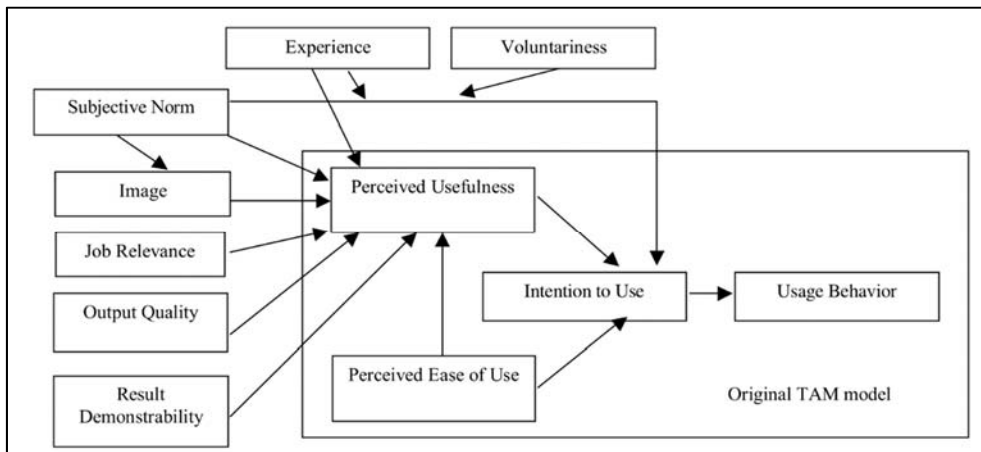 Experience
Voluntariness
Subjective Norm
Image
Perceived Usefulness
Job Relevance
Output Quality
Intention to Use
Usage Behavior
Perceived Ease of Use
Result
Demonstrability
Original TAM model